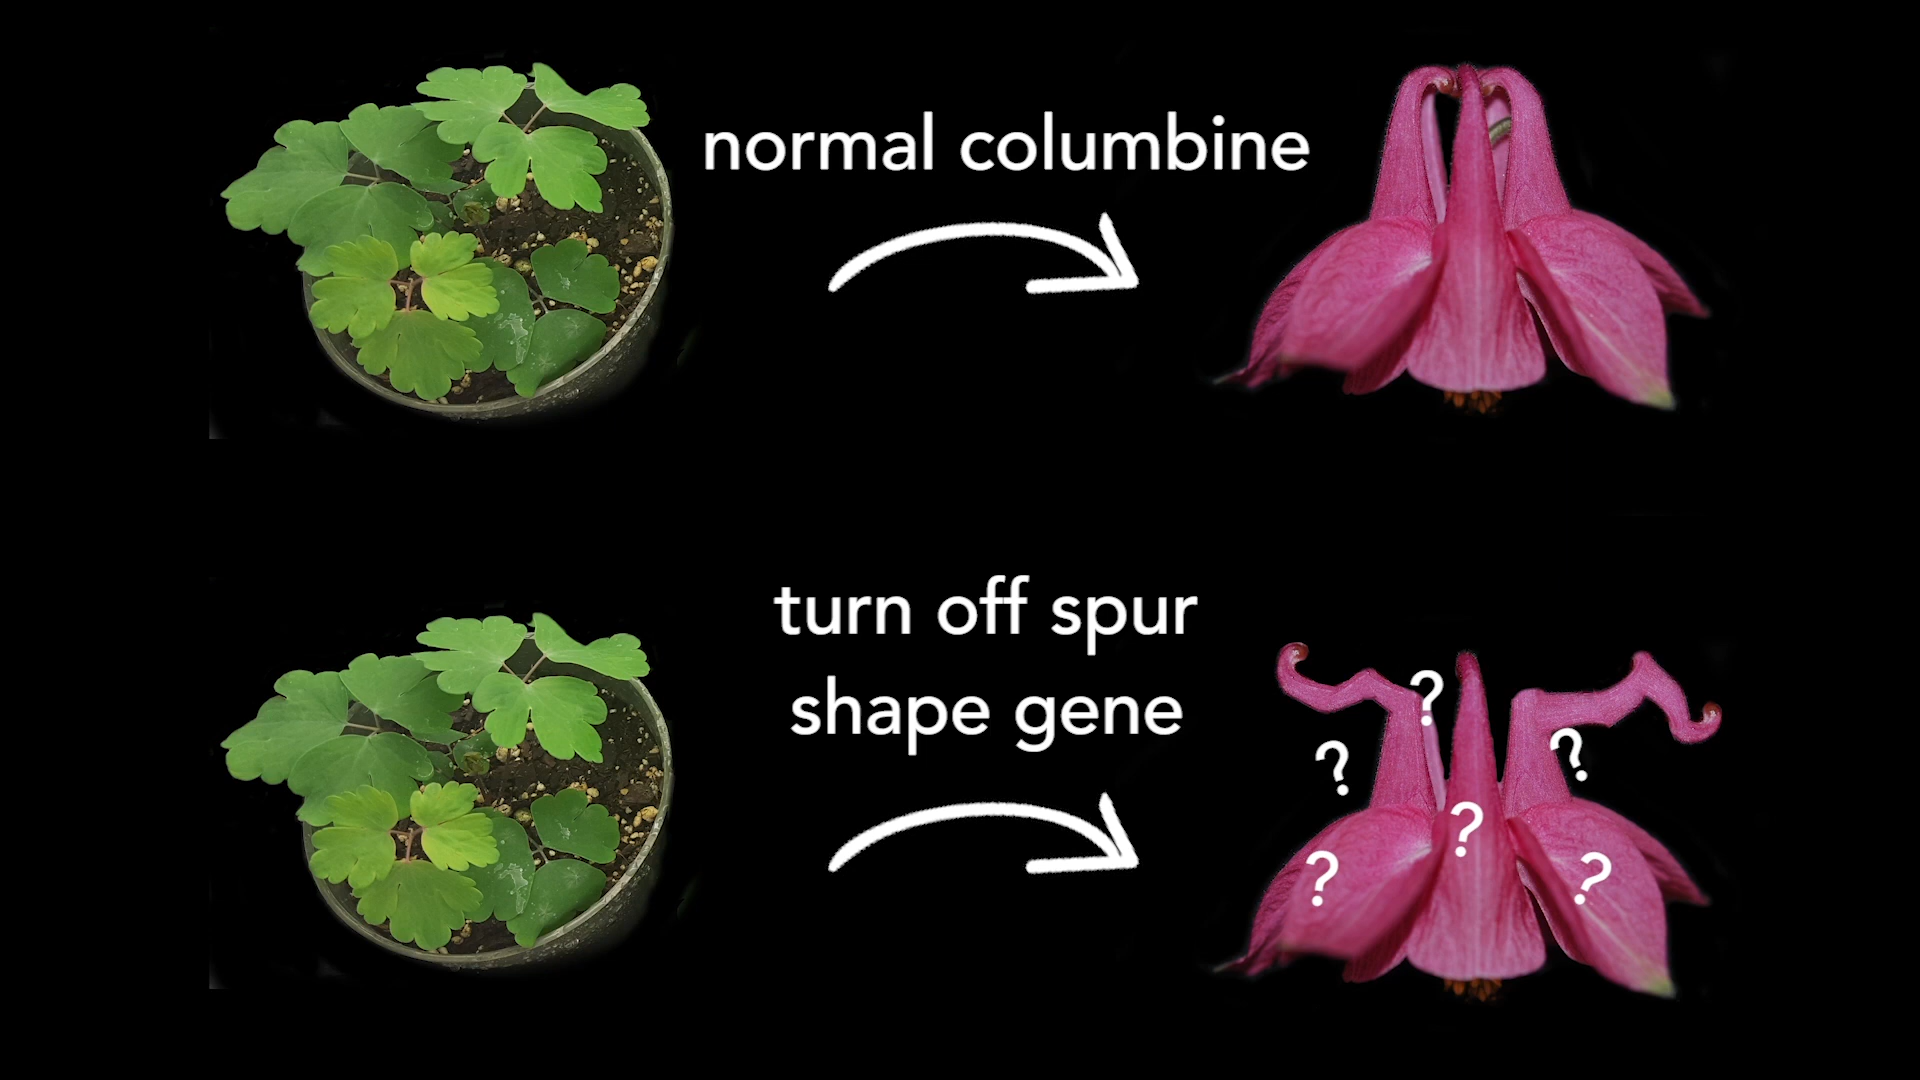 normal columbine
turn off spur
shape gene
?
?
?
?
?
?